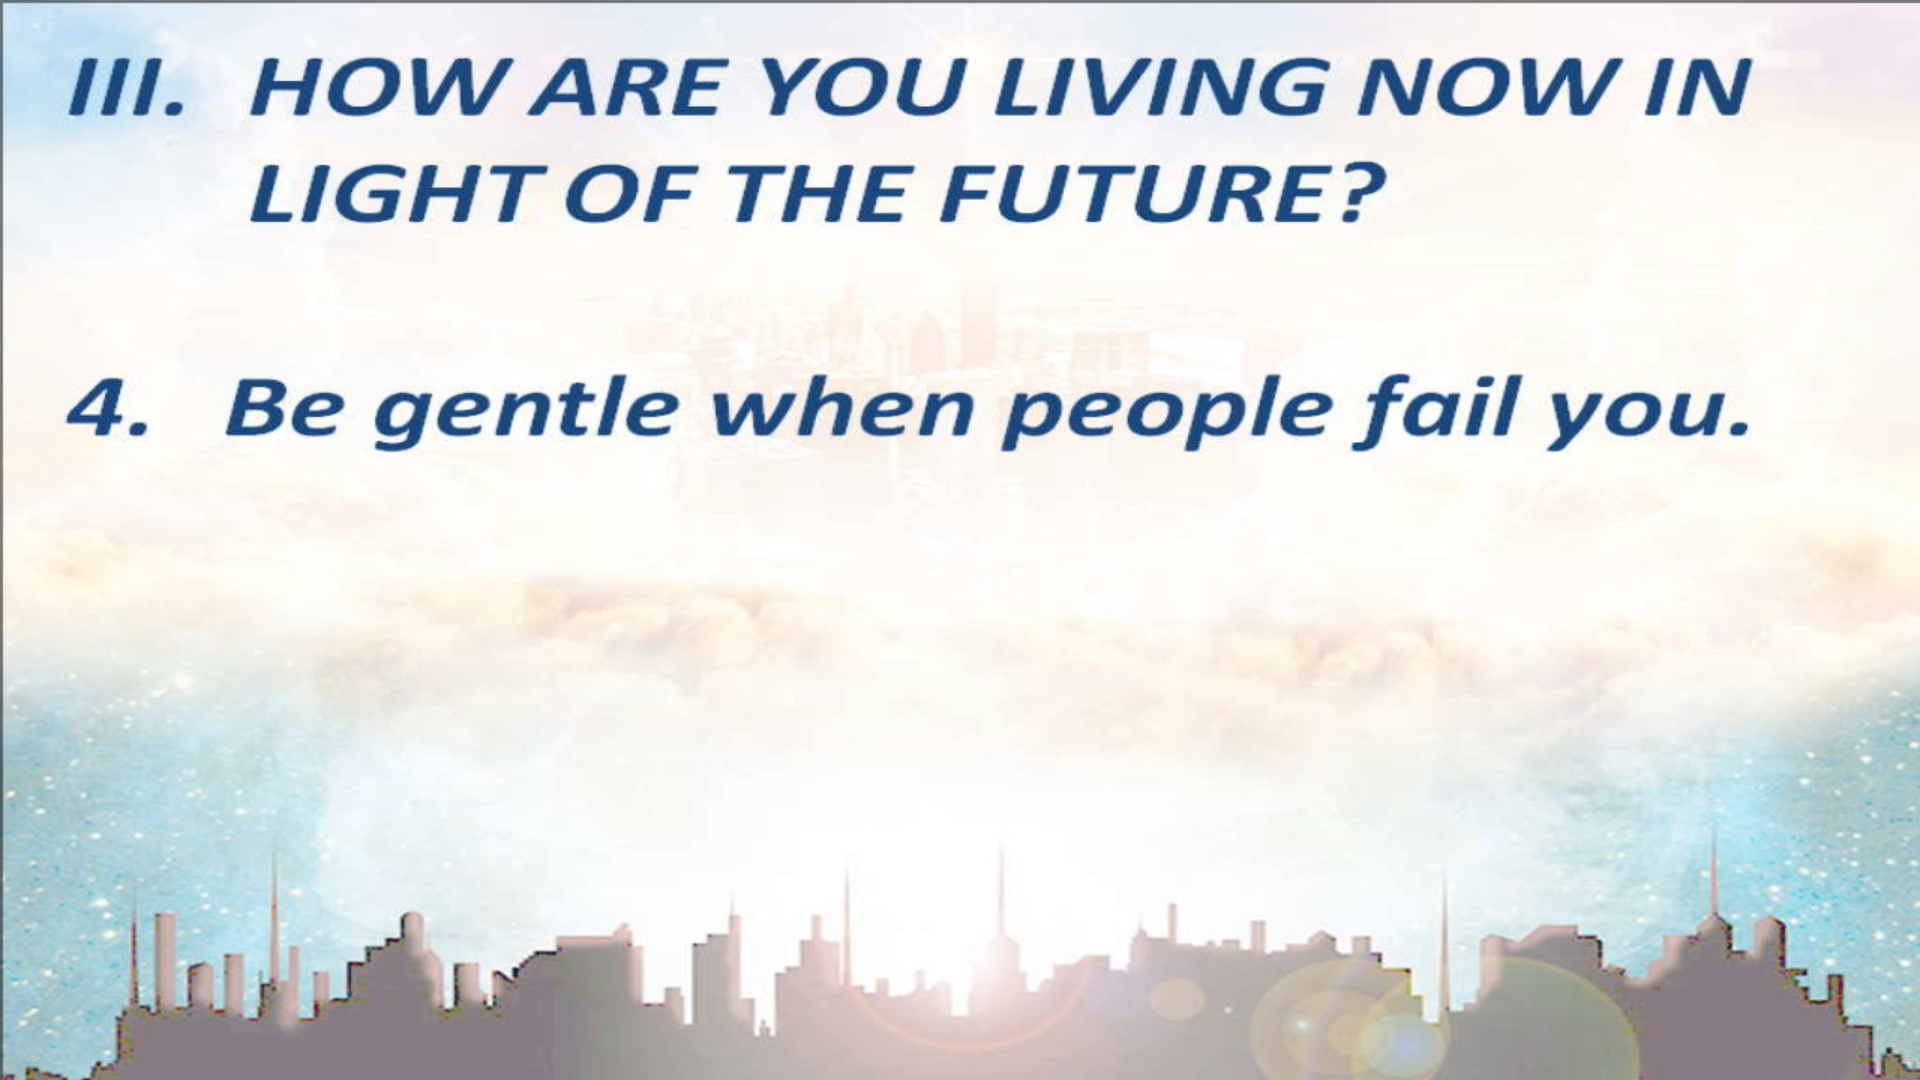 III. HOW ARE YOU LIVING NOW IN
LIGHT OF THE FUTURE?
4. Be gentle when people fail you.